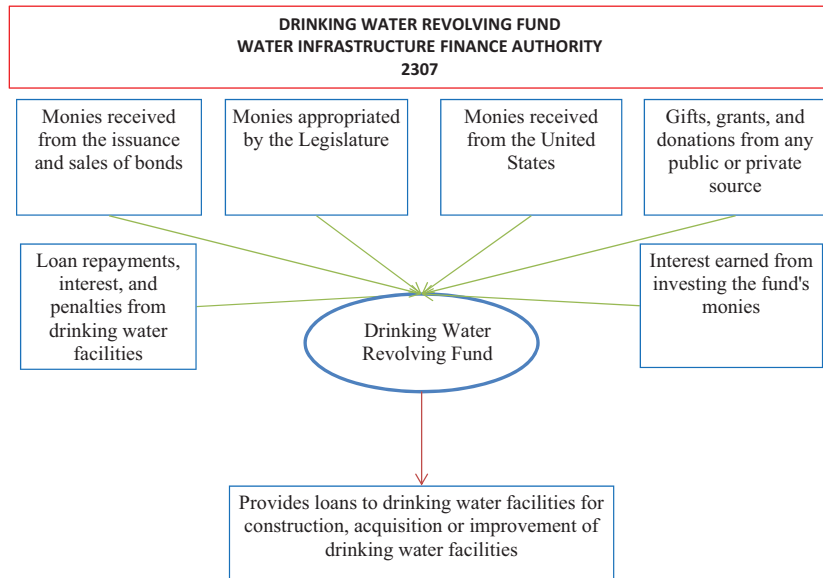 DRINKING WATER REVOLVING FUND
WATER INFRASTRUCTURE FINANCE AUTHORITY
2307
Monies received
from the issuance
and sales of bonds
Monies appropriated
by the Legislature
Monies received
from the United
States
Gifts, grants, and
donations from any
public or private
source
Loan repayments,
interest, and
penalties from
drinking water
facilities
Interest earned from
investing the fund's
monies
Drinking Water
Revolving Fund
Provides loans to drinking water facilities for
construction, acquisition or improvement of
drinking water facilities